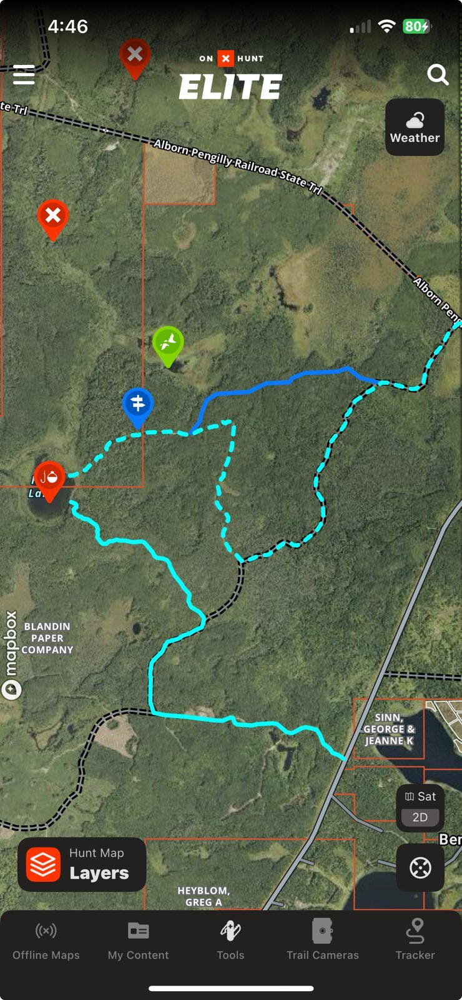 4:46
80
ON X HUNT
ELITE
Weather
te Trl
Alborn Pengilly Railroad State Trl
Alborn Peng
La
BLANDIN
PAPER
COMPANY
mapbox
SINN,
GEORGE &
JEANNE K
Sat
2D
Ber
Hunt Map
Layers
HEYBLOM,
GREG A
Offline Maps
My Content
Tools
Trail Cameras
Tracker